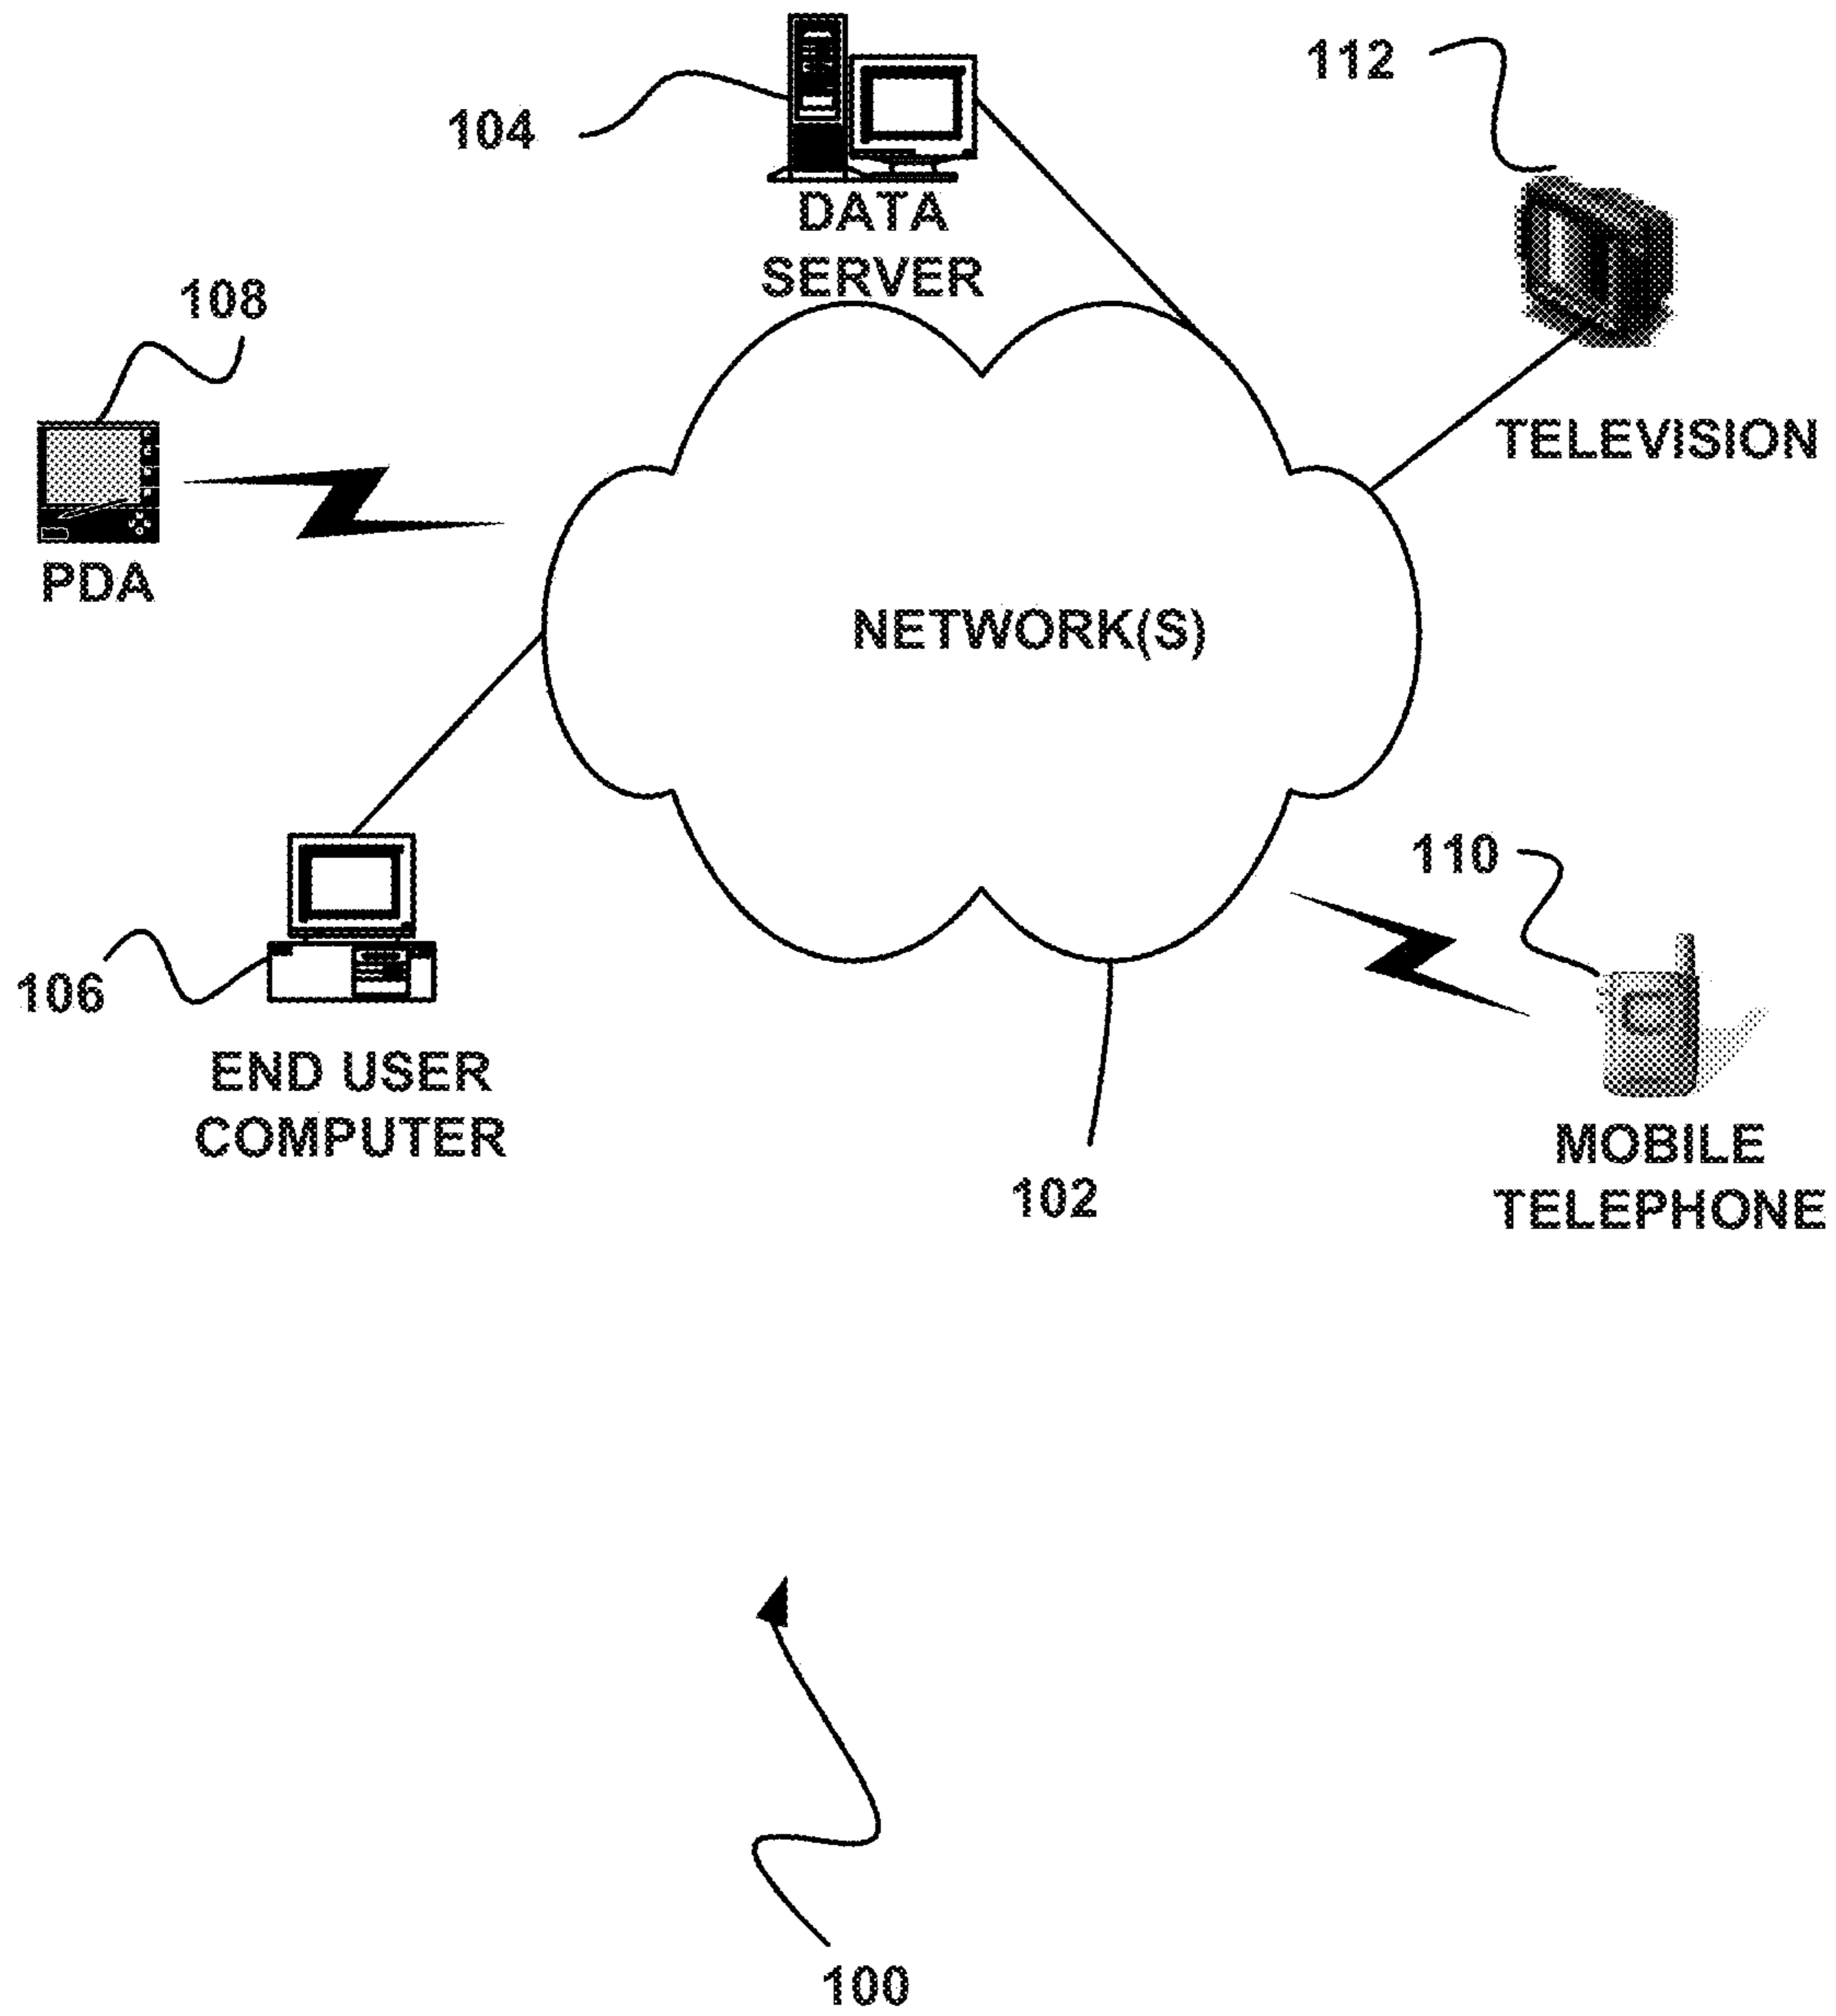 112
104
DATA
SERVER
108
TELEVISION
PDA
NETWORK(S)
110
106
END USER
COMPUTER
MOBILE
TELEPHONE
102
100